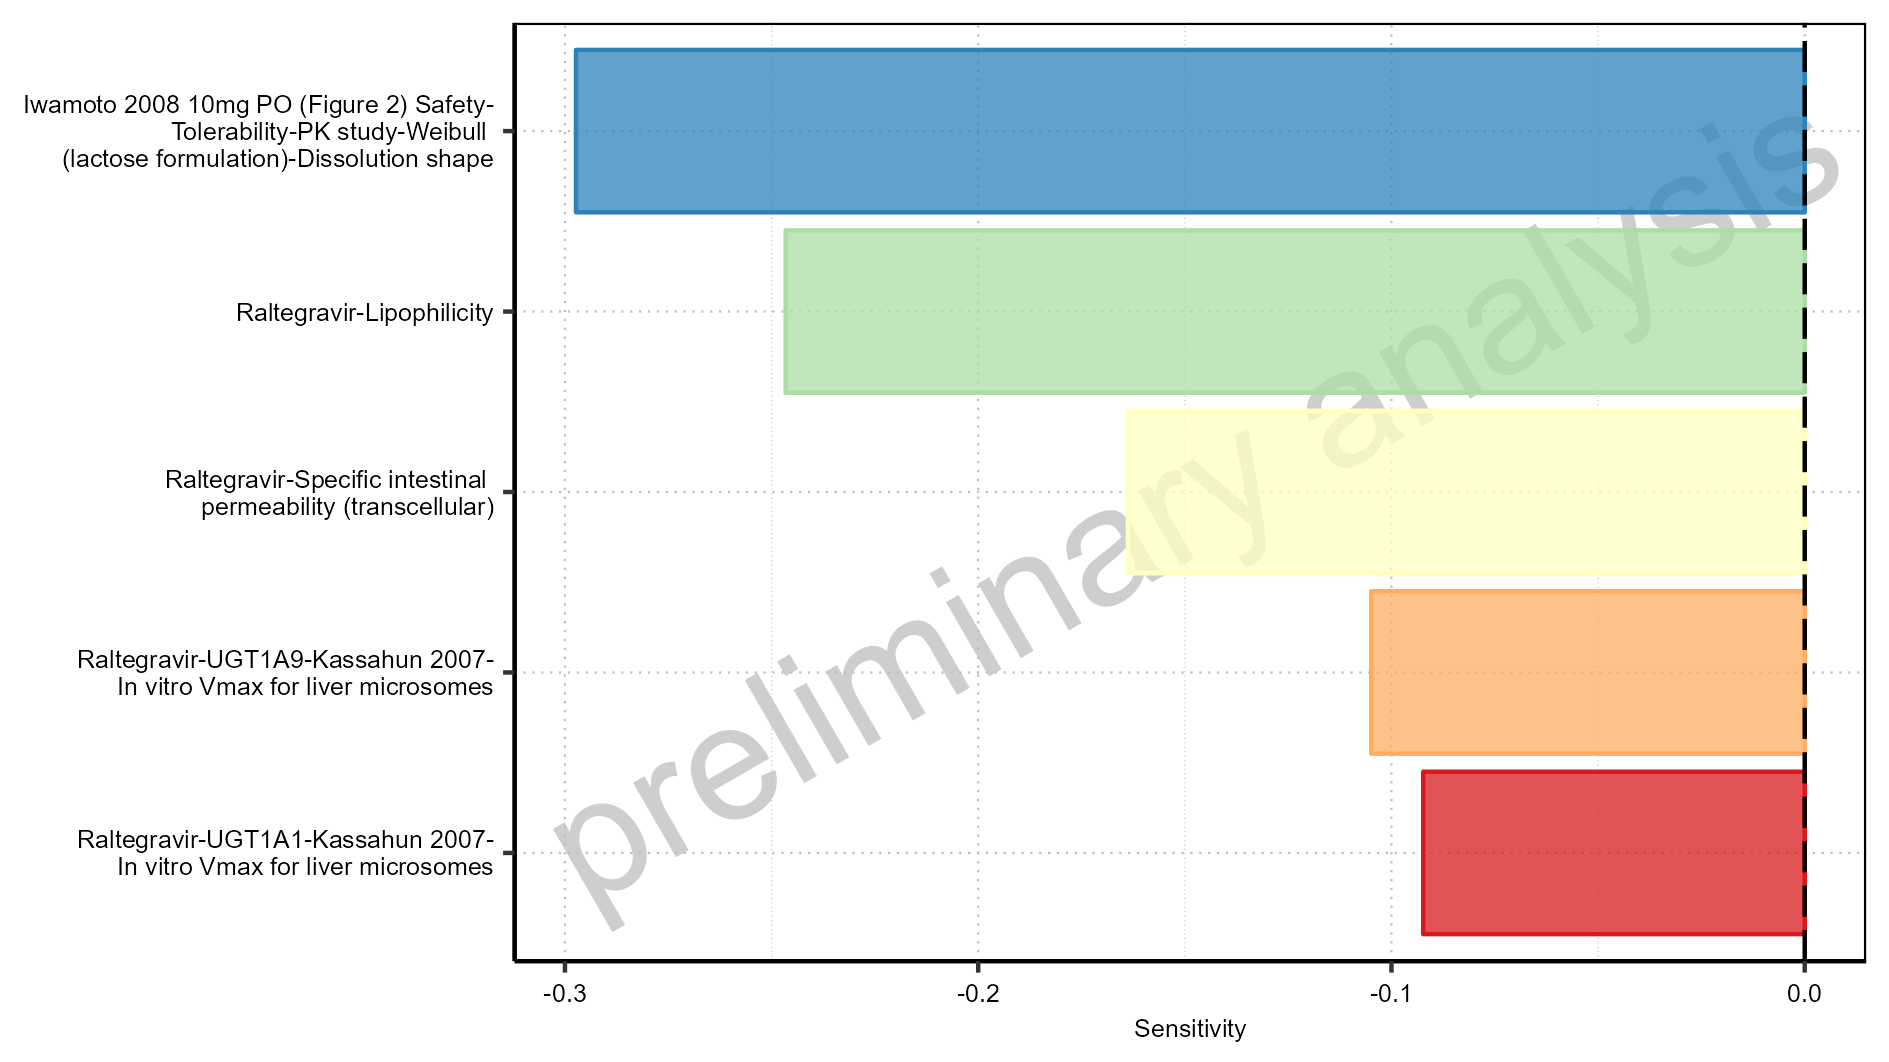 Iwamoto 2008 10mg PO (Figure 2) Safety-
Tolerability-PK study-Weibull
(lactose formulation)-Dissolution shape
Raltegravir-Lipophilicity
Raltegravir-Specific intestinal
permeability (transcellular)
Raltegravir-UGT1A9-Kassahun 2007-
In vitro Vmax for liver microsomes
Raltegravir-UGT1A1-Kassahun 2007-
In vitro Vmax for liver microsomes
preliminary analysis
-0.3
-0.2
-0.1
0.0
Sensitivity